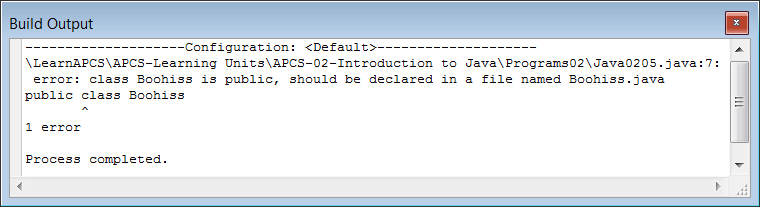 Build Output
--------------------Configuration: <Default>--------------------
\LearnAPCS\APCS-Learning Units\APCS-02-Introduction to Java\Programs02\Java0205.java:7:
 error: class Boohiss is public, should be declared in a file named Boohiss.java
public class Boohiss
       ^
1 error
Process completed.